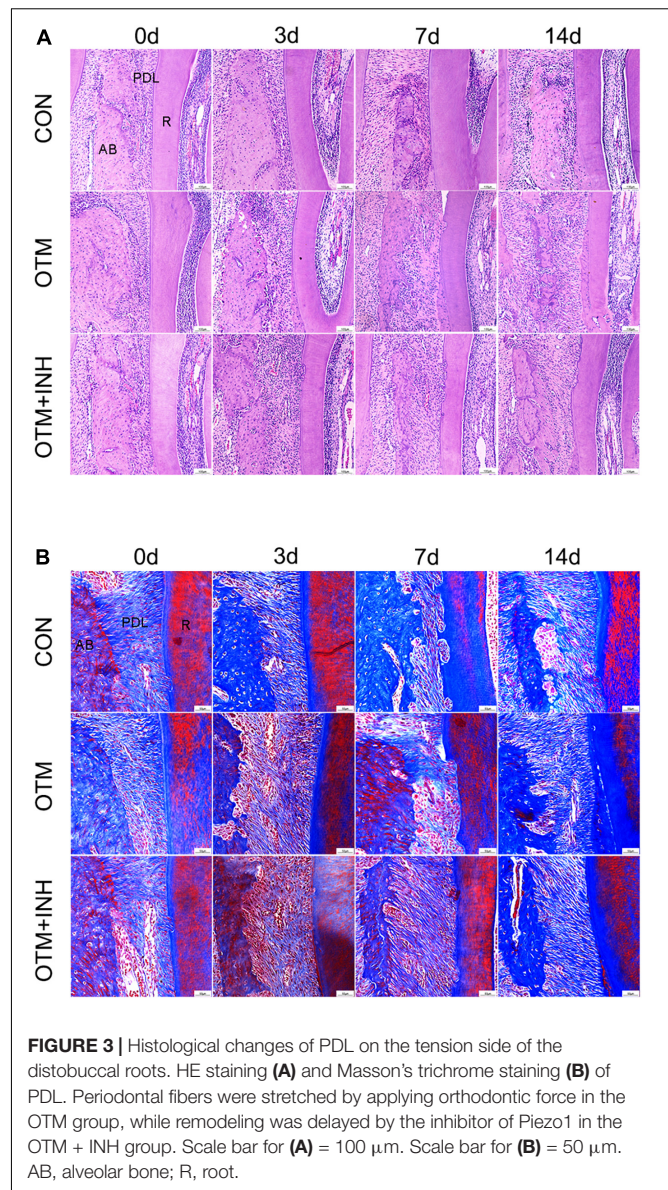 A
0d 3d 7d 14d
CON
PDL
R
AB
OTM
OTM+INH
B
0d 3d 7d 14d
CON
AB
PDL
R
OTM
OTM+INH
FIGURE 3 | Histological changes of PDL on the tension side of the
distobuccal roots. HE staining (A) and Masson's trichrome staining (B) of
PDL. Periodontal fibers were stretched by applying orthodontic force in the
OTM group, while remodeling was delayed by the inhibitor of Piezo1 in the
OTM + INH group. Scale bar for (A) = 100 μm. Scale bar for (B) = 50 μm.
AB, alveolar bone; R, root.